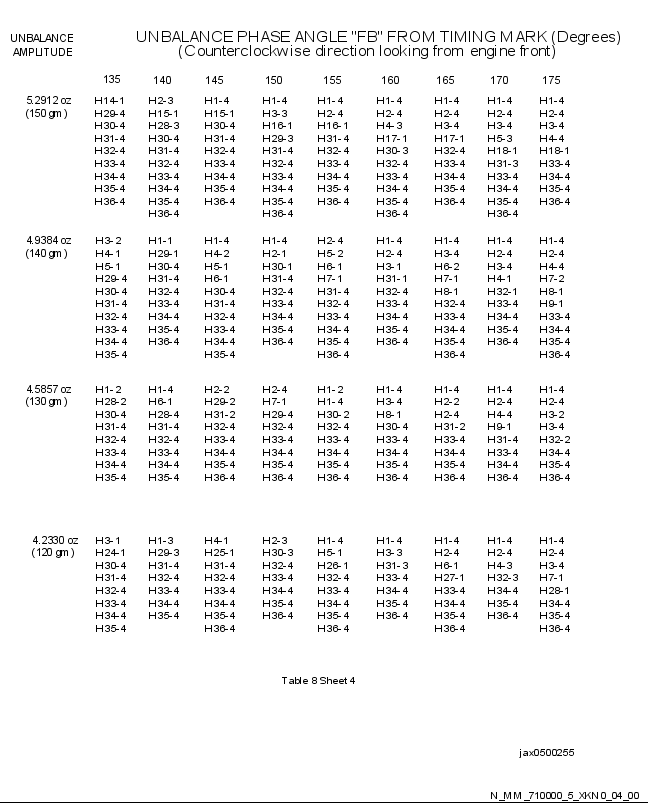 UNBALANCE AMPLITUDE
UNBALANCE PHASE ANGLE "FB" FROM TIMING MARK (Degrees)
(Counterclockwise direction looking from engine front)
135 140 145 150 155 160 165 170 175
5.2912 oz H14-1 H2-3 H1-4 H1-4 H1-4 H1-4 H1-4 H1-4 H1-4
(150 gm) H29-4 H15-1 H15-1 H3-3 H2-4 H2-4 H2-4 H2-4 H2-4
H30-4 H28-3 H30-4 H16-1 H16-1 H4-3 H3-4 H3-4 H3-4
H31-4 H30-4 H31-4 H29-3 H31-4 H17-1 H17-1 H5-3 H4-4
H32-4 H31-4 H32-4 H31-4 H32-4 H30-3 H32-4 H18-1 H18-1
H33-4 H32-4 H33-4 H32-4 H33-4 H32-4 H33-4 H31-3 H33-4
H34-4 H33-4 H34-4 H33-4 H34-4 H33-4 H34-4 H33-4 H34-4
H35-4 H34-4 H35-4 H34-4 H35-4 H34-4 H35-4 H34-4 H35-4
H36-4 H35-4 H36-4 H35-4 H36-4 H35-4 H36-4 H35-4 H36-4
H36-4 H36-4 H36-4 H36-4
4.9384 oz H3-2 H1-1 H1-4 H1-4 H2-4 H1-4 H1-4 H1-4 H1-4
(140 gm) H4-1 H29-1 H4-2 H2-1 H5-2 H2-4 H3-4 H2-4 H2-4
H5-1 H30-4 H5-1 H30-1 H6-1 H3-1 H6-2 H3-4 H4-4
H29-4 H31-4 H6-1 H31-4 H7-1 H31-1 H7-1 H4-1 H7-2
H30-4 H32-4 H30-4 H32-4 H31-4 H32-4 H8-1 H32-1 H8-1
H31-4 H33-4 H31-4 H33-4 H32-4 H33-4 H32-4 H33-4 H9-1
H32-4 H34-4 H32-4 H34-4 H33-4 H34-4 H33-4 H34-4 H33-4
H33-4 H35-4 H33-4 H35-4 H34-4 H35-4 H34-4 H35-4 H34-4
H34-4 H36-4 H34-4 H36-4 H35-4 H36-4 H35-4 H36-4 H35-4
H35-4 H35-4 H36-4 H36-4 H36-4
4.5857 oz H1-2 H1-4 H2-2 H2-4 H1-2 H1-4 H1-4 H1-4 H1-4
(130 gm) H28-2 H6-1 H29-2 H7-1 H1-4 H3-4 H2-2 H2-4 H2-4
H30-4 H28-4 H31-2 H29-4 H30-2 H8-1 H2-4 H4-4 H3-2
H31-4 H31-4 H32-4 H32-4 H32-4 H30-4 H31-2 H9-1 H3-4
H32-4 H32-4 H33-4 H33-4 H33-4 H33-4 H33-4 H31-4 H32-2
H33-4 H33-4 H34-4 H34-4 H34-4 H34-4 H34-4 H33-4 H34-4
H34-4 H34-4 H35-4 H35-4 H35-4 H35-4 H35-4 H34-4 H35-4
H35-4 H35-4 H36-4 H36-4 H36-4 H36-4 H36-4 H35-4 H36-4
4.2330 oz H3-1 H1-3 H4-1 H2-3 H1-4 H1-4 H1-4 H1-4 H1-4
(120 gm) H24-1 H29-3 H25-1 H30-3 H5-1 H3-3 H2-4 H2-4 H2-4
H30-4 H31-4 H31-4 H32-4 H26-1 H31-3 H6-1 H4-3 H3-4
H31-4 H32-4 H32-4 H33-4 H32-4 H33-4 H27-1 H32-3 H7-1
H32-4 H33-4 H33-4 H34-4 H33-4 H34-4 H33-4 H34-4 H28-1
H33-4 H34-4 H34-4 H35-4 H34-4 H35-4 H34-4 H35-4 H34-4
H34-4 H35-4 H35-4 H36-4 H35-4 H36-4 H35-4 H36-4 H35-4
H35-4 H36-4 H36-4 H36-4 H36-4
Table 8 Sheet 4
jax0500255
N_MM_710000_5_XKN0_04_00